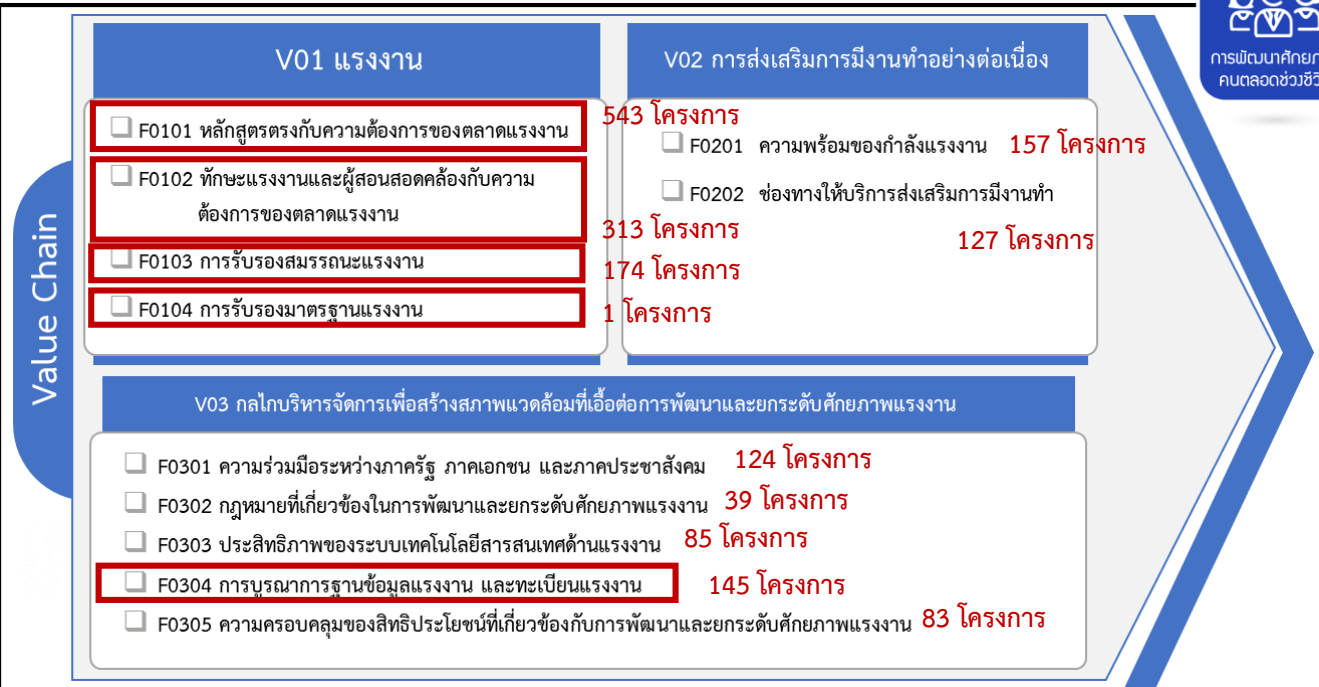 การพัฒนาศักยภ
คนตลอดช่วงชีวิ
V01 แรงงาน
V02 การส่งเสริมการมีงานทำอย่างต่อเนื่อง
Value Chain
F0101 หลักสูตรตรงกับความต้องการของตลาดแรงงาน
543 โครงการ
F0102 ทักษะแรงงานและผู้สอนสอดคล้องกับความ
ต้องการของตลาดแรงงาน
313 โครงการ
F0103 การรับรองสมรรถนะแรงงาน
174 โครงการ
F0104 การรับรองมาตรฐานแรงงาน
1 โครงการ
F0201 ความพร้อมของกำลังแรงงาน 157 โครงการ
F0202 ช่องทางให้บริการส่งเสริมการมีงานทำ
127 โครงการ
V03 กลไกบริหารจัดการเพื่อสร้างสภาพแวดล้อมที่เอื้อต่อการพัฒนาและยกระดับศักยภาพแรงงาน
F0301 ความร่วมมือระหว่างภาครัฐ ภาคเอกชน และภาคประชาสังคม 124 โครงการ
F0302 กฎหมายที่เกี่ยวข้องในการพัฒนาและยกระดับศักยภาพแรงงาน 39 โครงการ
F0303 ประสิทธิภาพของระบบเทคโนโลยีสารสนเทศด้านแรงงาน 85 โครงการ
F0304 การบูรณาการฐานข้อมูลแรงงาน และทะเบียนแรงงาน 145 โครงการ
F0305 ความครอบคลุมของสิทธิประโยชน์ที่เกี่ยวข้องกับการพัฒนาและยกระดับศักยภาพแรงงาน 83 โครงการ